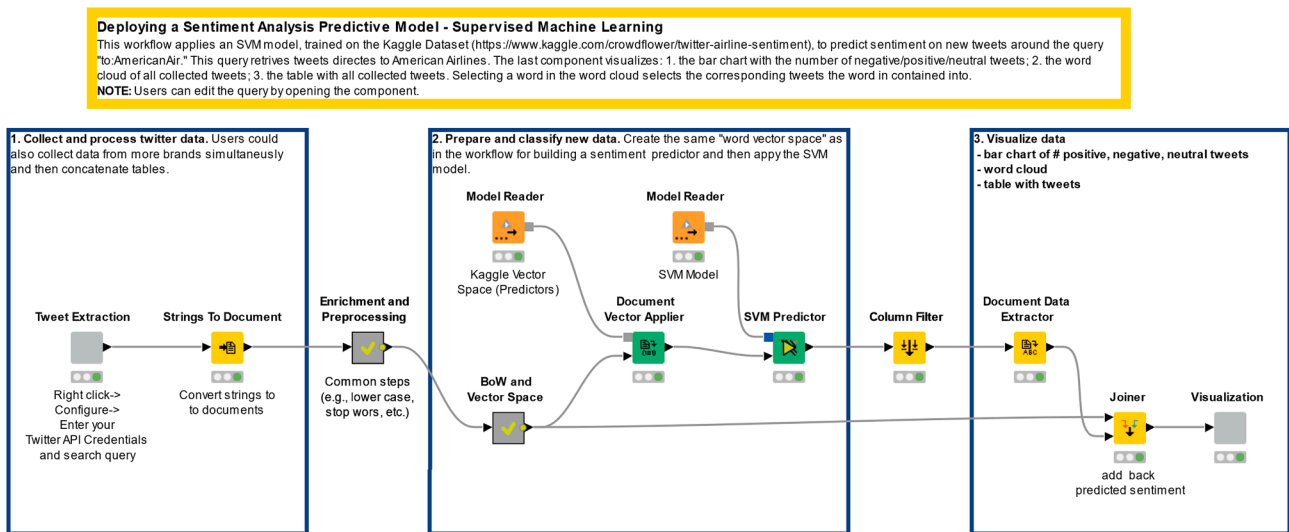 Deploying a Sentiment Analysis Predictive Model - Supervised Machine Learning
This workflow applies an SVM model, trained on the Kaggle Dataset (https://www.kaggle.com/crowdflower/twitter-airline-sentiment), to predict sentiment on new tweets around the query
"to:AmericanAir." This query retrives tweets directes to American Airlines. The last component visualizes: 1. the bar chart with the number of negative/positive/neutral tweets; 2. the word
cloud of all collected tweets; 3. the table with all collected tweets. Selecting a word in the word cloud selects the corresponding tweets the word in contained into.
NOTE: Users can edit the query by opening the component.
1. Collect and process twitter data. Users could
also collect data from more brands simultaneusly
and then concatenate tables.
2. Prepare and classify new data. Create the same "word vector space" as
in the workflow for building a sentiment predictor and then appy the SVM
model.
3. Visualize data
- bar chart of # positive, negative, neutral tweets
- word cloud
- table with tweets
Model Reader
Kaggle Vector
Space (Predictors)
Model Reader
SVM Model
Tweet Extraction
Right click->
Configure->
Enter your
Twitter API Credentials
and search query
Strings To Document
Convert strings to
to documents
Enrichment and
Preprocessing
Common steps
(e.g., lower case,
stop wors, etc.)
BoW and
Vector Space
Document
Vector Applier
SVM Predictor
Column Filter
Document Data
Extractor
ABC
Joiner
add back
predicted sentiment
Visualization